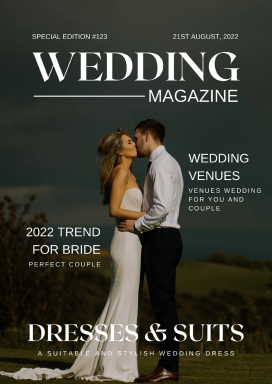 SPECIAL EDITION #123
21ST AUGUST, 2022
WEDDING
MAGAZINE
WEDDING
VENUES
VENUES WEDDING
FOR YOU AND
COUPLE
2022 TREND
FOR BRIDE
PERFECT COUPLE
DRESSES & SUITS
A SUITABLE AND STYLISH WEDDING DRESS